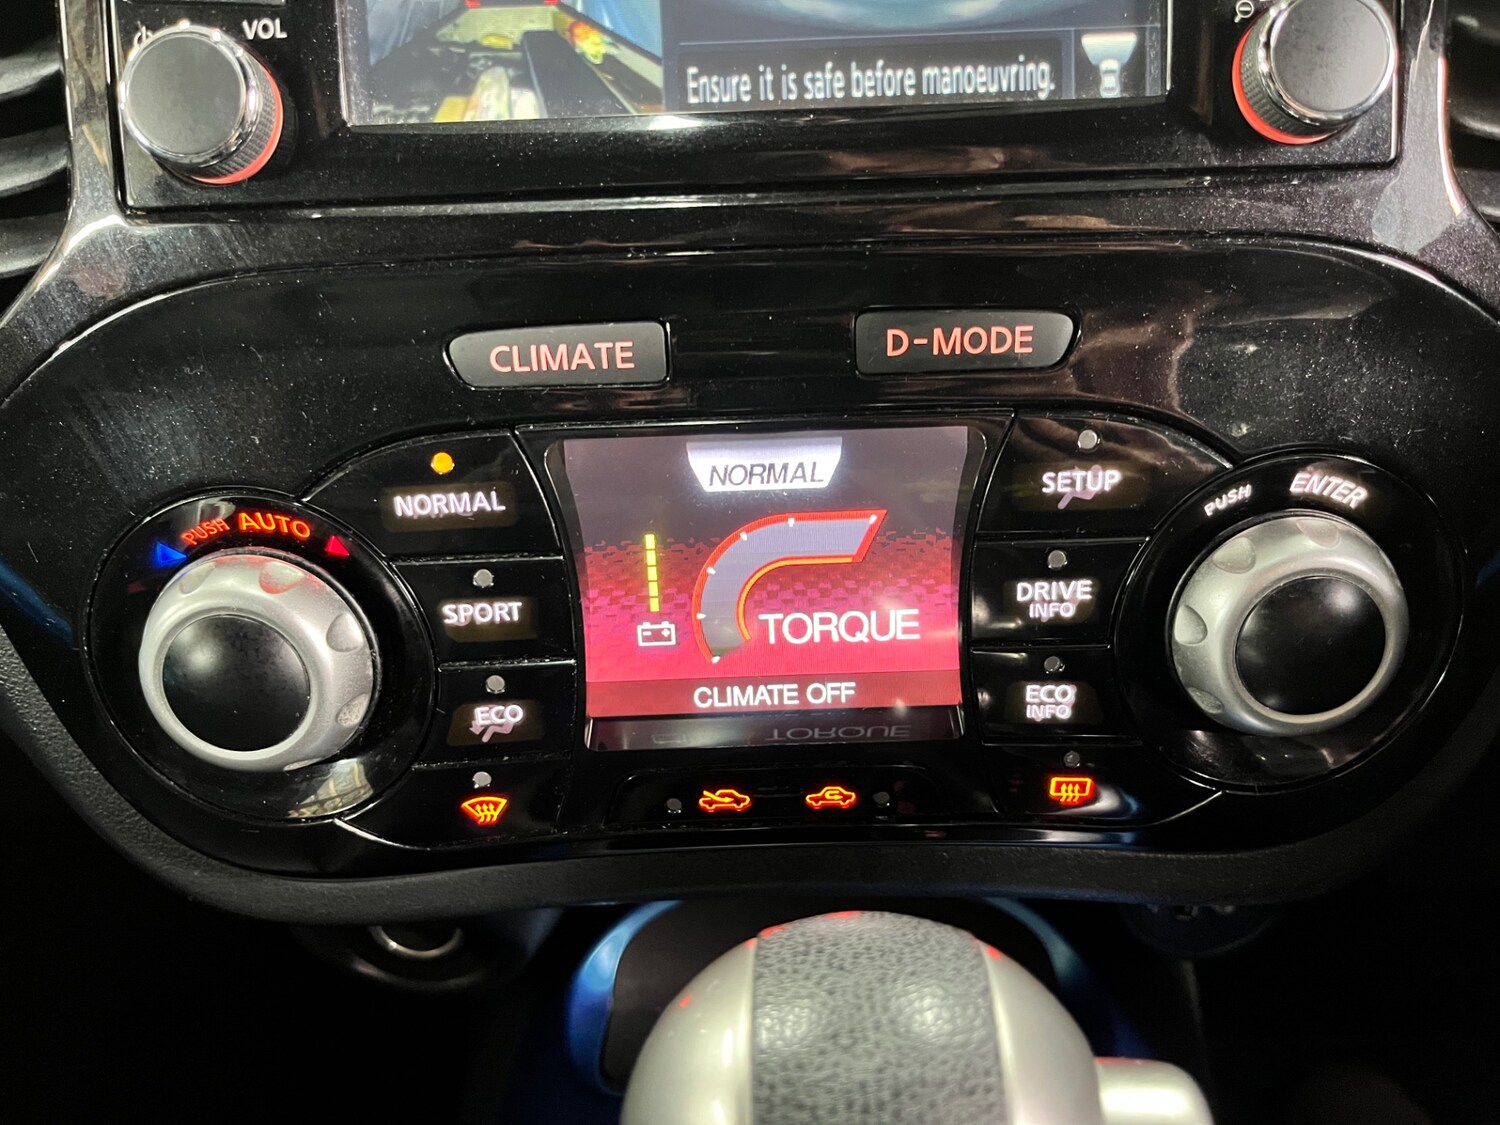 VOL
Ensure it is safe before manoeuvring.
CLIMATE
D-MODE
NORMAL
NORMAL
SETUP
PUSH ENTER
PUSH AUTO
SPORT
DRIVE
INFO
TORQUE
ECO
ECO
INFO
CLIMATE OFF